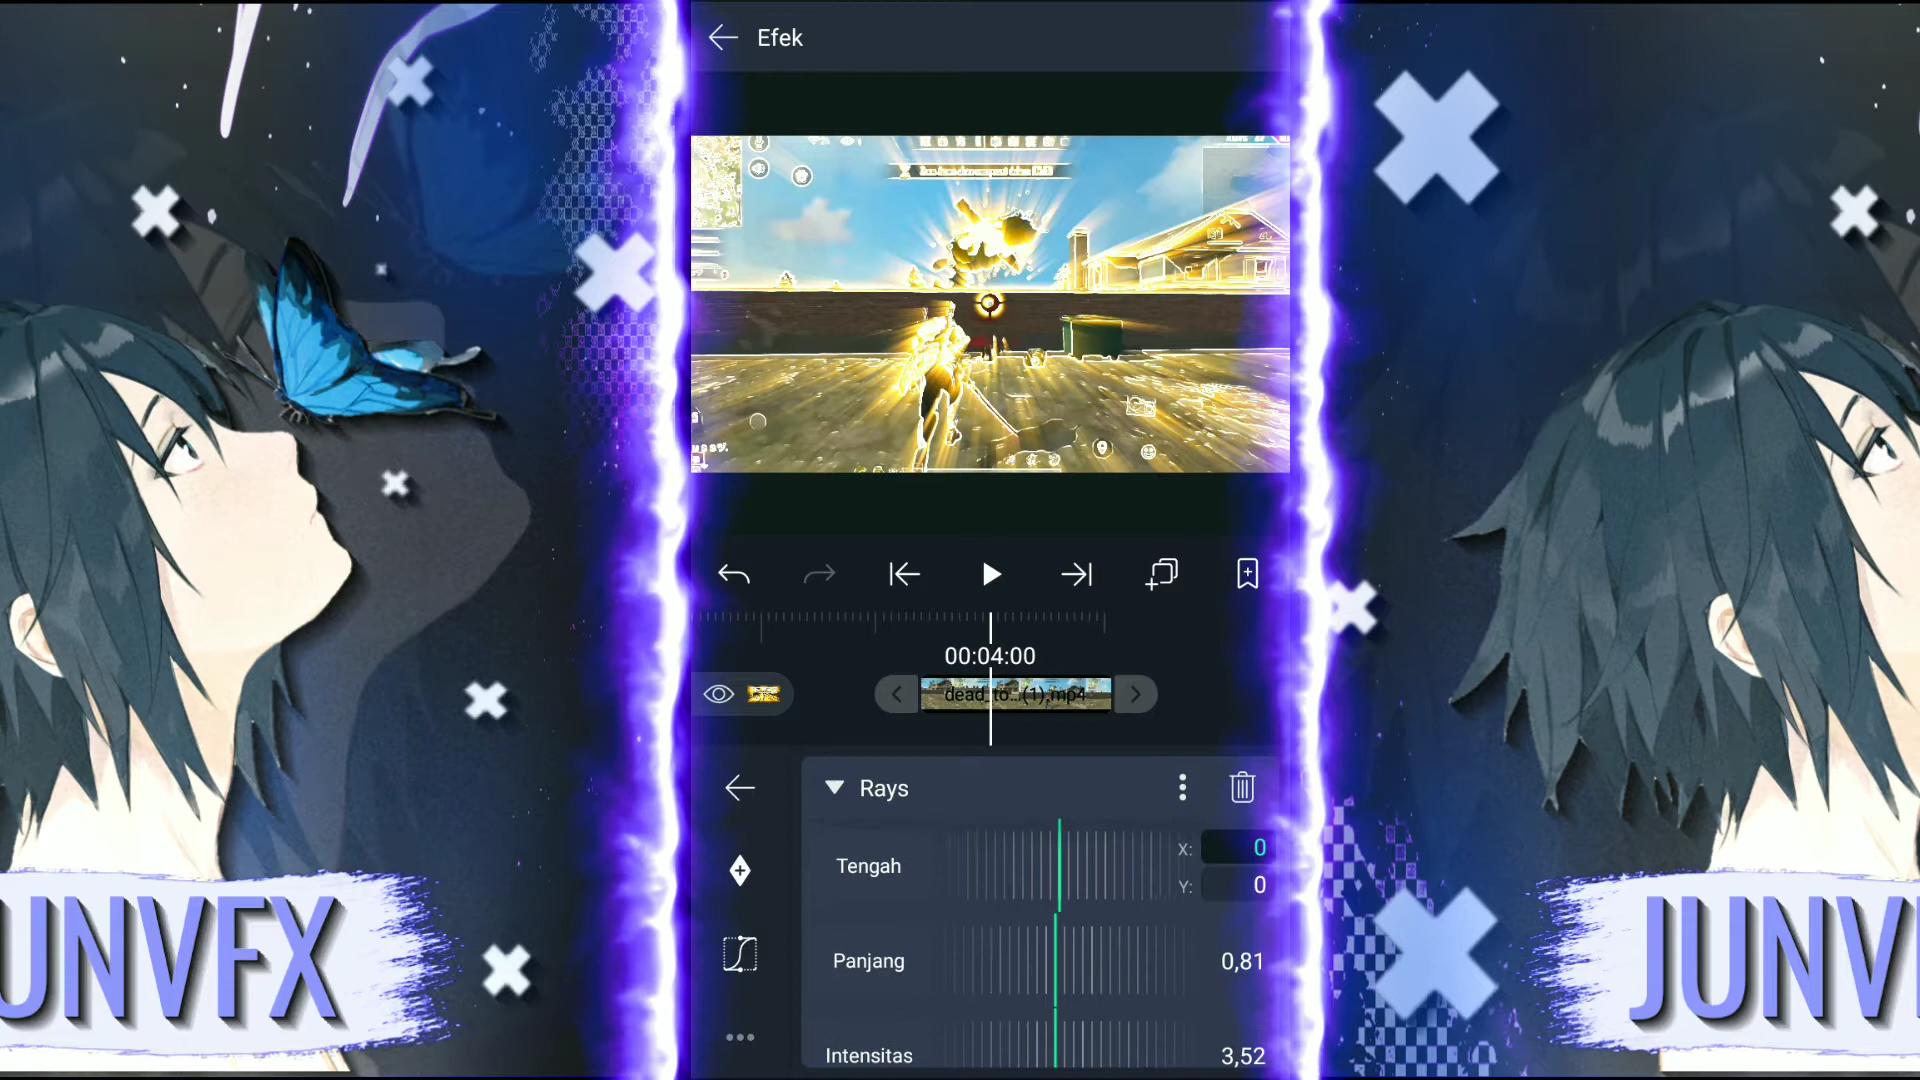 Efek
00:04:00
dead_to...(1).mp4
Rays
Tengah
X: 0
Y: 0
Panjang
0,81
Intensitas
3,52
UNVFX
JUNV